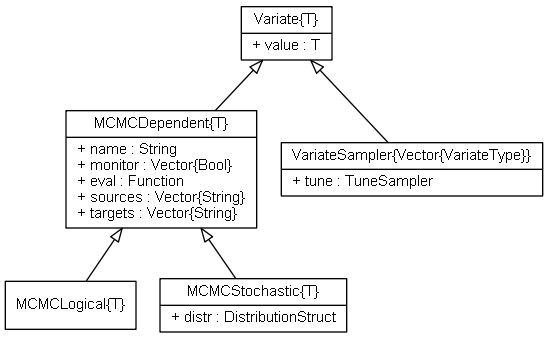 Variate{T}
+ value : T
MCMCDependent{T}
+ name : String
+ monitor : Vector{Bool}
+ eval : Function
+ sources : Vector{String}
+ targets : Vector{String}
VariateSampler{Vector{VariateType}}
+ tune : TuneSampler
MCMCLogical{T}
MCMCStochastic{T}
+ distr : DistributionStruct